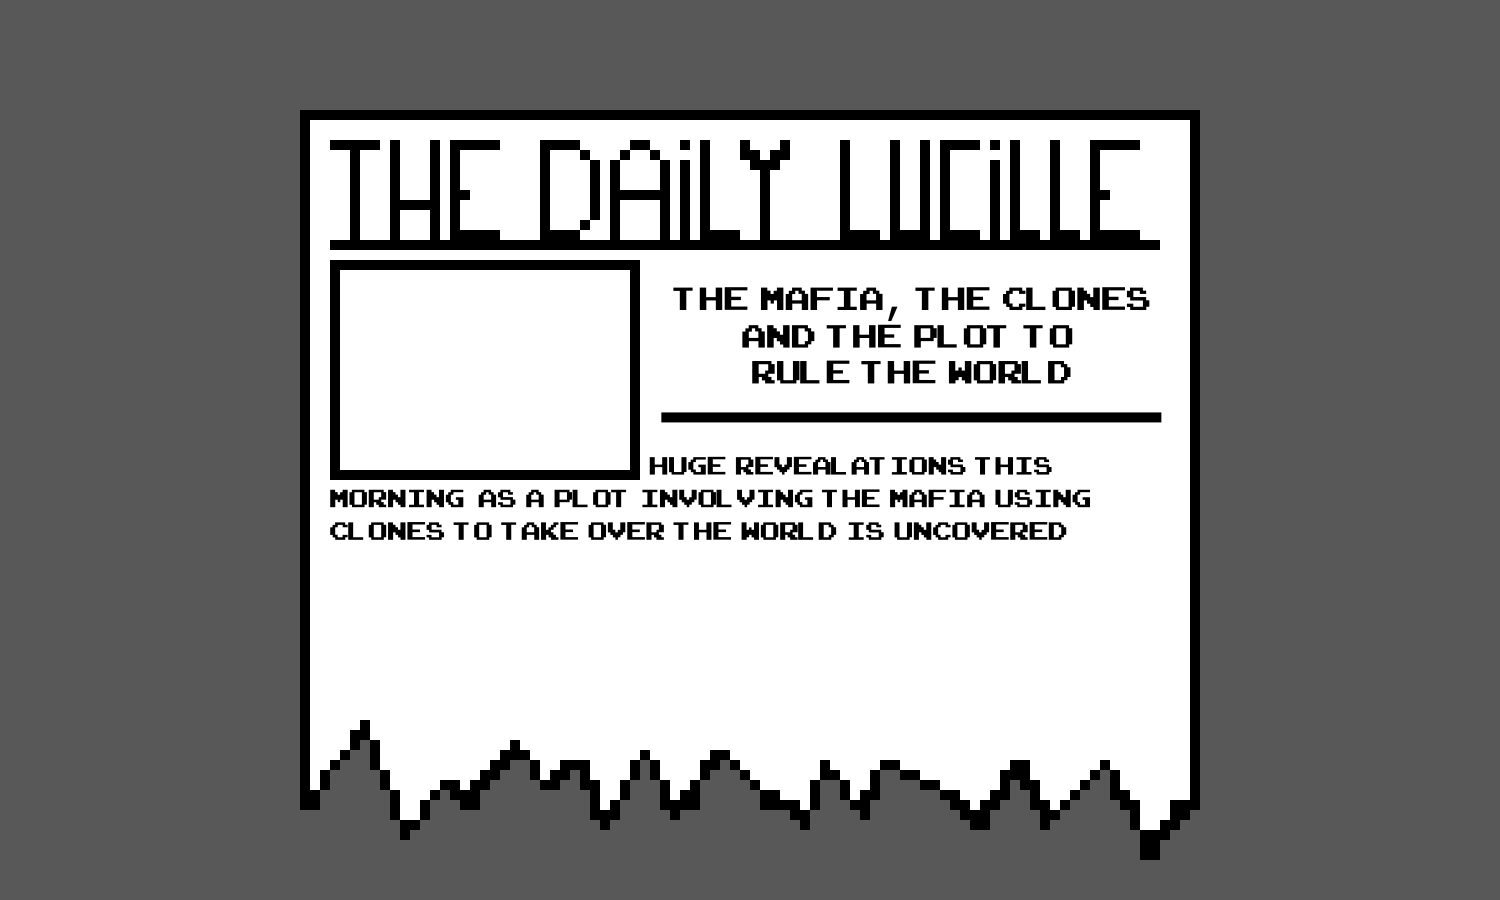 THE DAiLY LUCiLLE
THE MAFIA, THE CLONES
AND THE PLOT TO
RULE THE WORLD
HUGE REVEALATIONS THIS
MORNING AS A PLOT INVOLVING THE MAFIA USING
CLONES TO TAKE OVER THE WORLD IS UNCOVERED